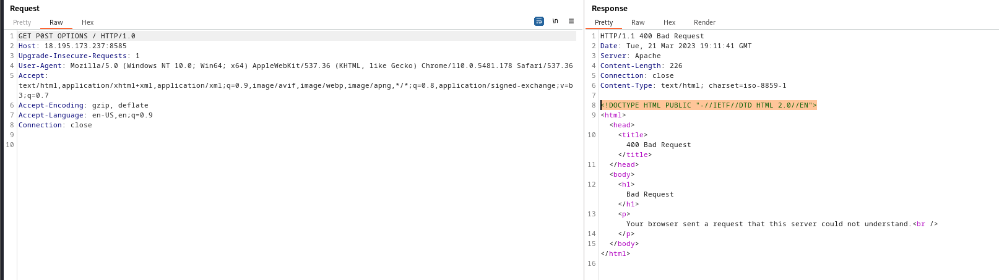 Request
Pretty Raw Hex
\n
1 GET P0ST OPTIONS / HTTP/1.0
2 Host: 18.195.173.237:8585
3 Upgrade-Insecure-Requests: 1
4 User-Agent: Mozilla/5.0 (Windows NT 10.0; Win64; x64) AppleWebKit/537.36 (KHTML, like Gecko) Chrome/110.0.5481.178 Safari/537.36
5 Accept:
text/html,application/xhtml+xml,application/xml;q=0.9,image/avif,image/webp,image/apng,*/*;q=0.8,application/signed-exchange;v=b
3;q=0.7
6 Accept-Encoding: gzip, deflate
7 Accept-Language: en-US,en;q=0.9
8 Connection: close
9
10
Response
Pretty Raw Hex Render
1 HTTP/1.1 400 Bad Request
2 Date: Tue, 21 Mar 2023 19:11:41 GMT
3 Server: Apache
4 Content-Length: 226
5 Connection: close
6 Content-Type: text/html; charset=iso-8859-1
7
8 <!DOCTYPE HTML PUBLIC "-//IETF//DTD HTML 2.0//EN">
9 <html>
<head>
10 <title>
400 Bad Request
</title>
11 </head>
<body>
12 <h1>
Bad Request
</h1>
13 <p>
Your browser sent a request that this server could not understand.<br />
14 </p>
15 </body>
</html>
16